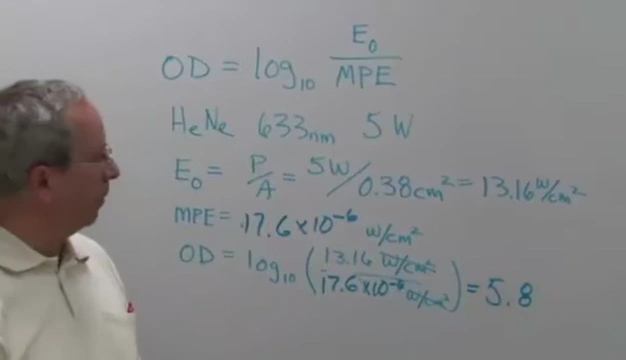 OD = log₁₀ E₀/MPE
HeNe 633nm 5W
E₀ = P/A = 5W/0.38cm² = 13.16 W/cm²
MPE = 17.6×10⁻⁶ W/cm²
OD = log₁₀ (13.16 W/cm² / 17.6×10⁻⁶ W/cm²) = 5.8